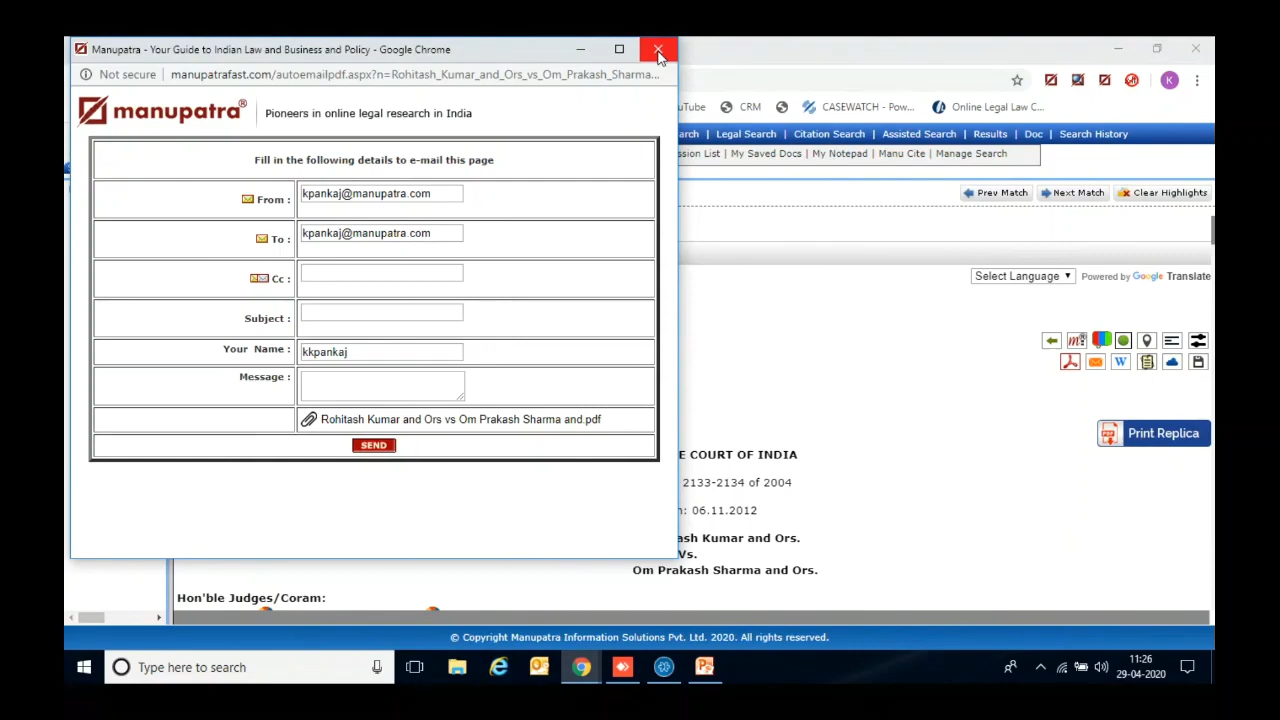 Manupatra - Your Guide to Indian Law and Business and Policy - Google Chrome
Not secure manupatrafast.com/autoemailpdf.aspx?n=Rohitash_Kumar_and_Ors_vs_Om_Prakash_Sharma...
manupatra® Pioneers in online legal research in India
Fill in the following details to e-mail this page
From : kpankaj@manupatra.com
To : kpankaj@manupatra.com
Cc :
Subject :
Your Name : kkpankaj
Message :
Rohitash Kumar and Ors vs Om Prakash Sharma and.pdf
SEND
K
uTube CRM CASEWATCH - Pow... Online Legal Law C...
arch | Legal Search | Citation Search | Assisted Search | Results | Doc | Search History
ssion List | My Saved Docs | My Notepad | Manu Cite | Manage Search
Prev Match Next Match Clear Highlights
Select Language ▼ Powered by Google Translate
Print Replica
E COURT OF INDIA
2133-2134 of 2004
n: 06.11.2012
ash Kumar and Ors.
Vs.
Om Prakash Sharma and Ors.
Hon'ble Judges/Coram:
© Copyright Manupatra Information Solutions Pvt. Ltd. 2020. All rights reserved.
Type here to search
11:26
29-04-2020